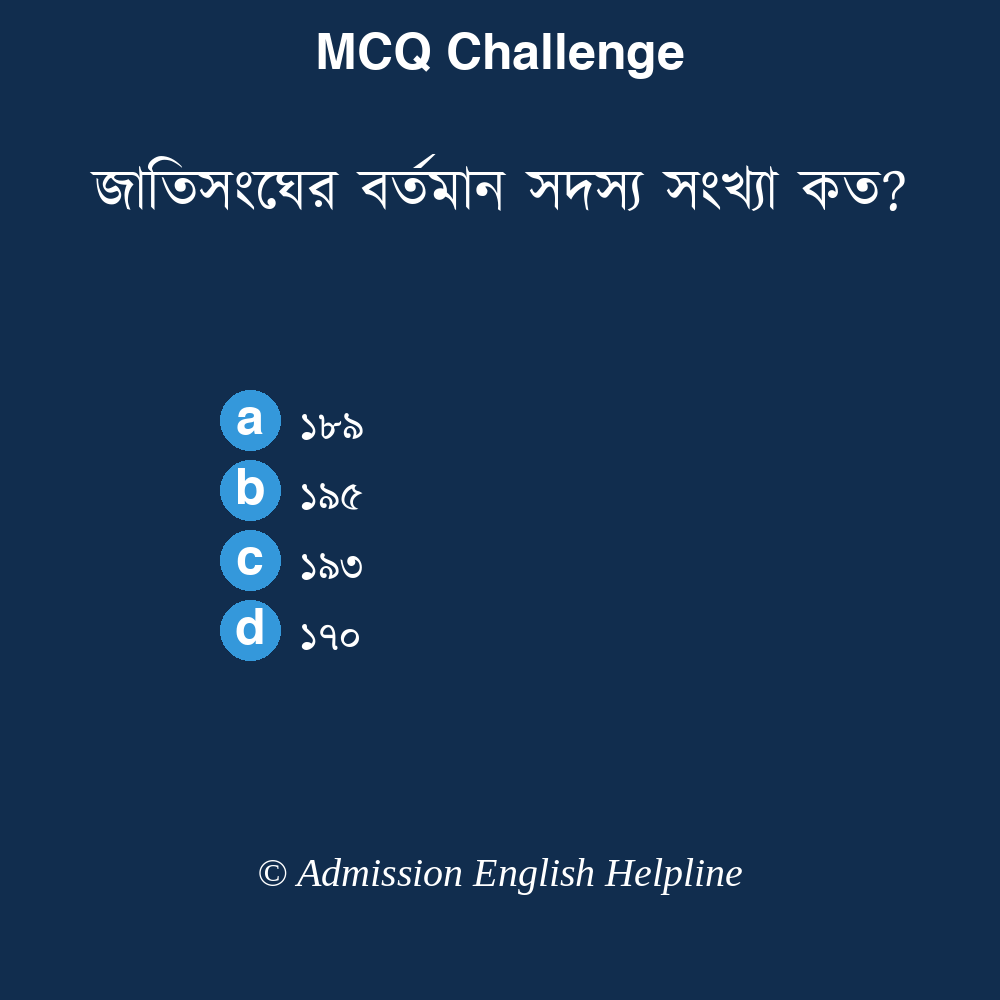 MCQ Challenge
জাতিসংঘের বর্তমান সদস্য সংখ্যা কত?
a ১৮৯
b ১৯৫
c ১৯৩
d ১৭০
© Admission English Helpline